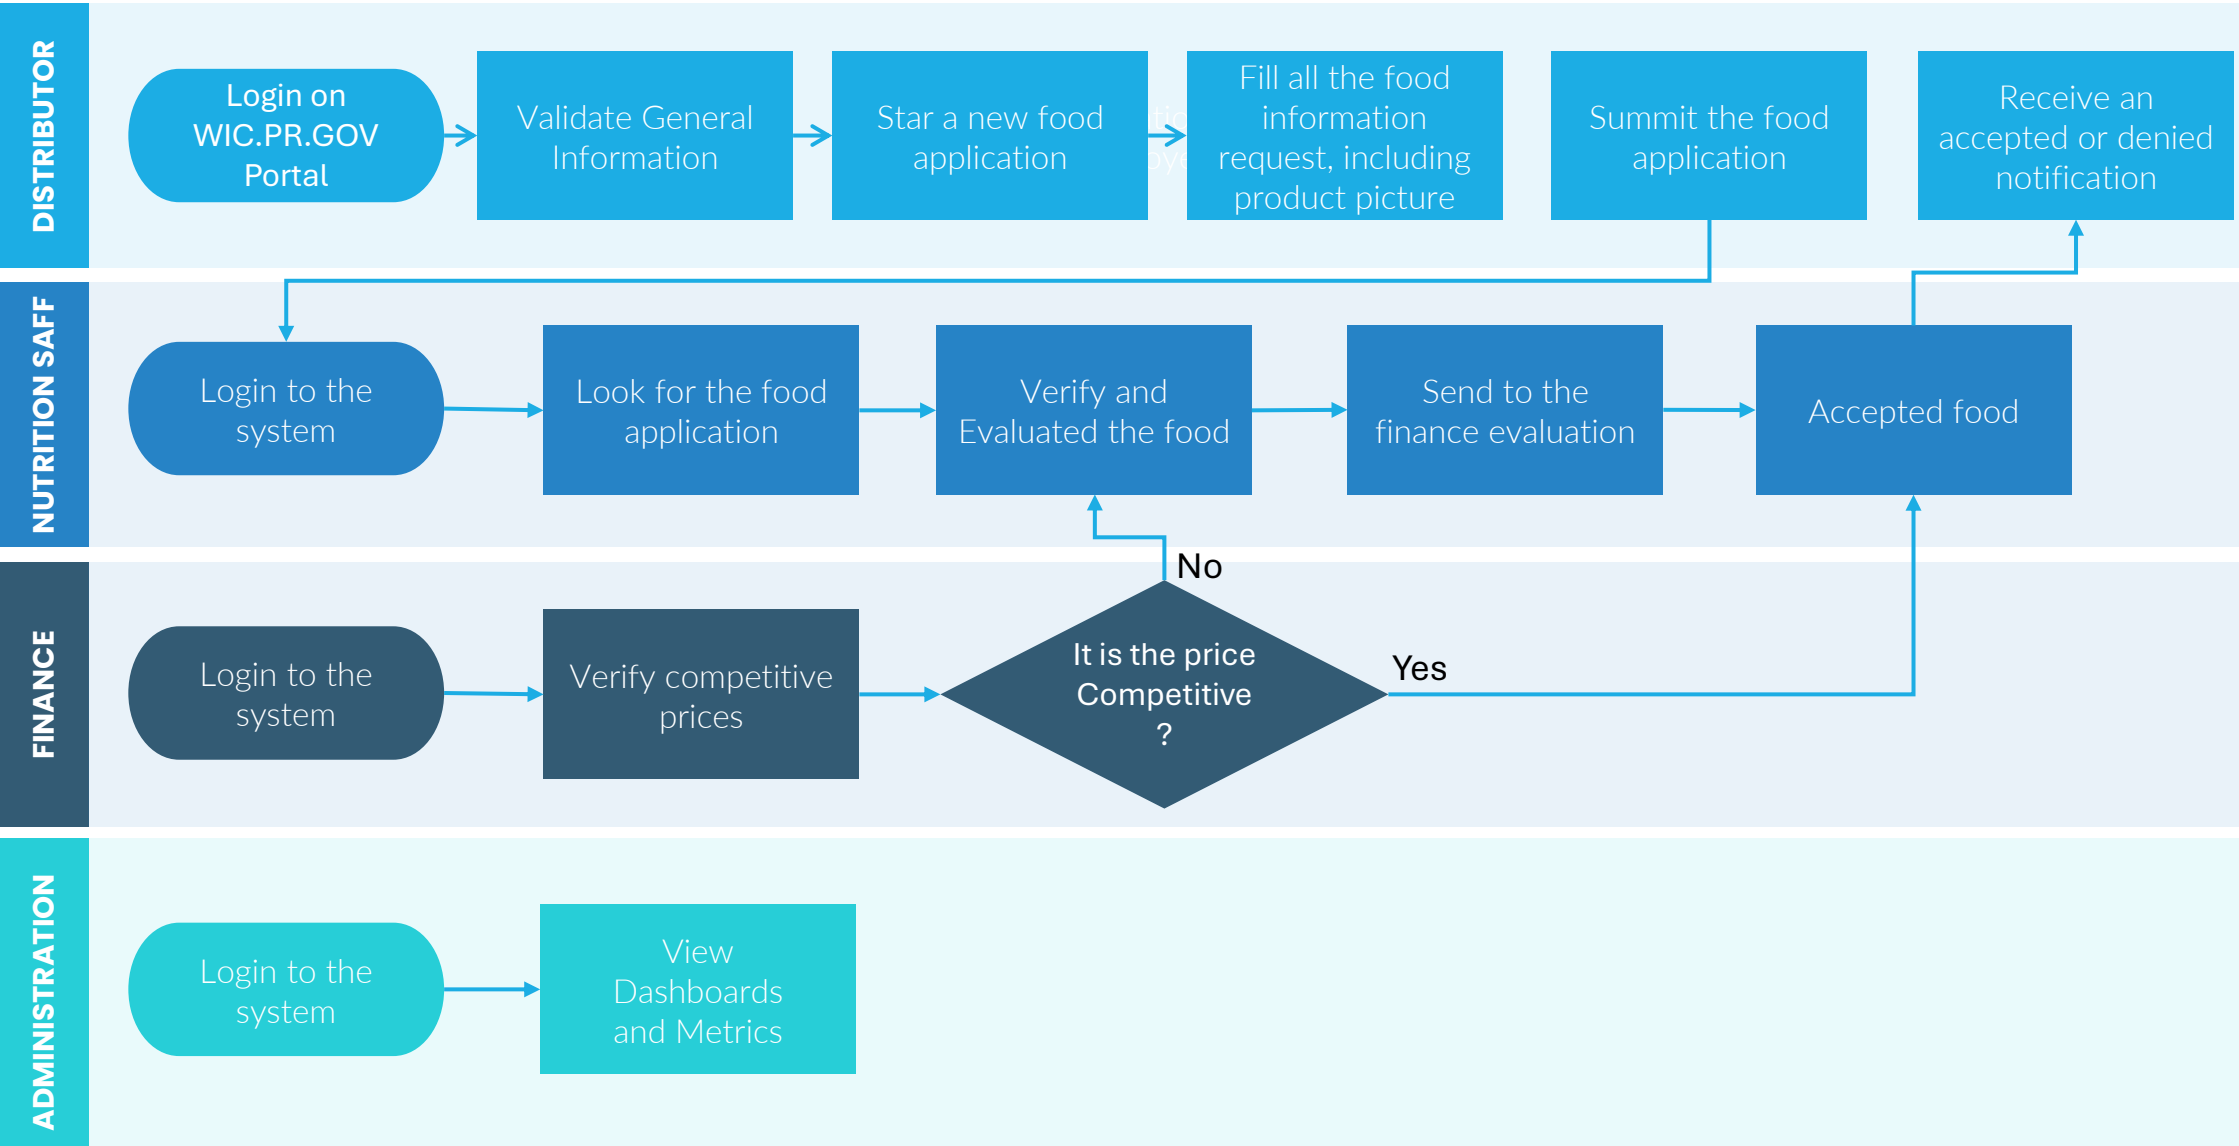 DISTRIBUTOR
Login on
WIC.PR.GOV
Portal
Validate General
Information
Star a new food
application
Fill all the food
information
request, including
product picture
Summit the food
application
Receive an
accepted or denied
notification
NUTRITION SAFF
Login to the
system
Look for the food
application
Verify and
Evaluated the food
Send to the
finance evaluation
Accepted food
No
FINANCE
Login to the
system
Verify competitive
prices
It is the price
Competitive
?
Yes
ADMINISTRATION
Login to the
system
View
Dashboards
and Metrics